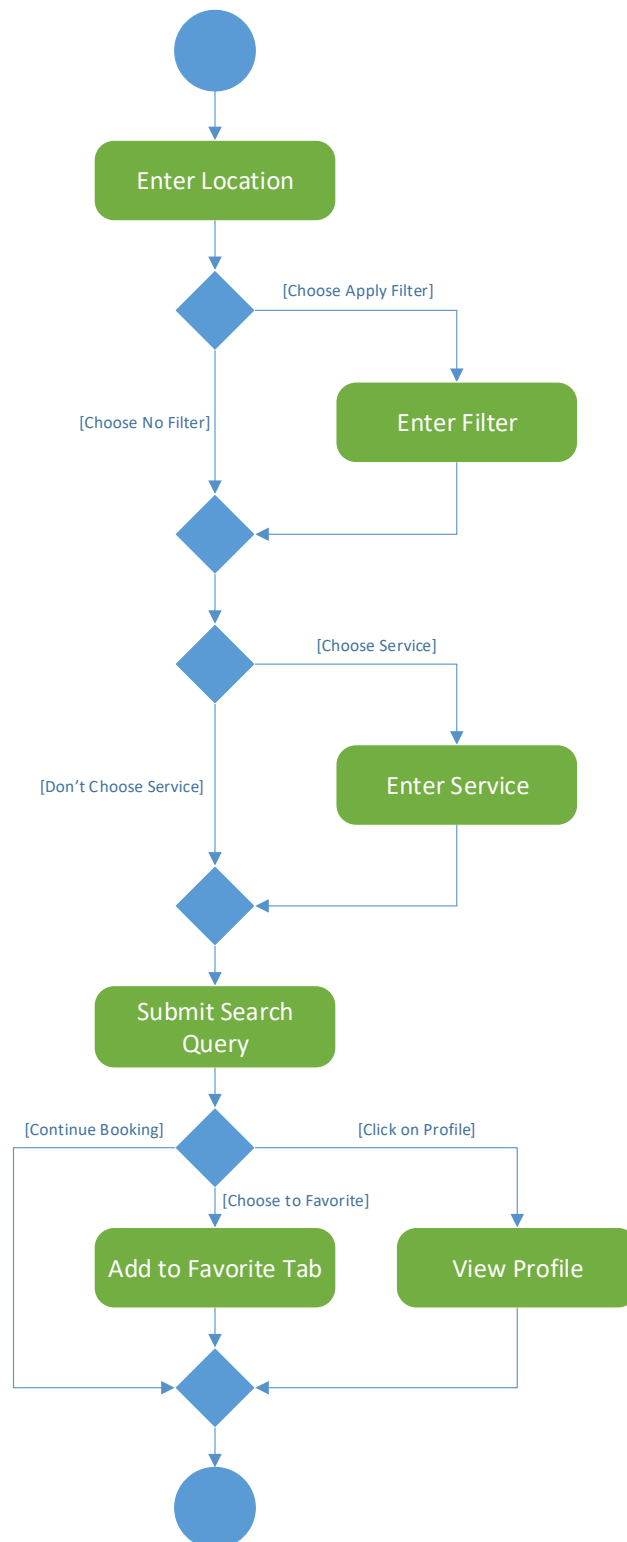 Enter Location
[Choose Apply Filter]
[Choose No Filter]
Enter Filter
[Choose Service]
[Don’t Choose Service]
Enter Service
Submit Search
Query
[Continue Booking]
[Click on Profile]
[Choose to Favorite]
Add to Favorite Tab
View Profile